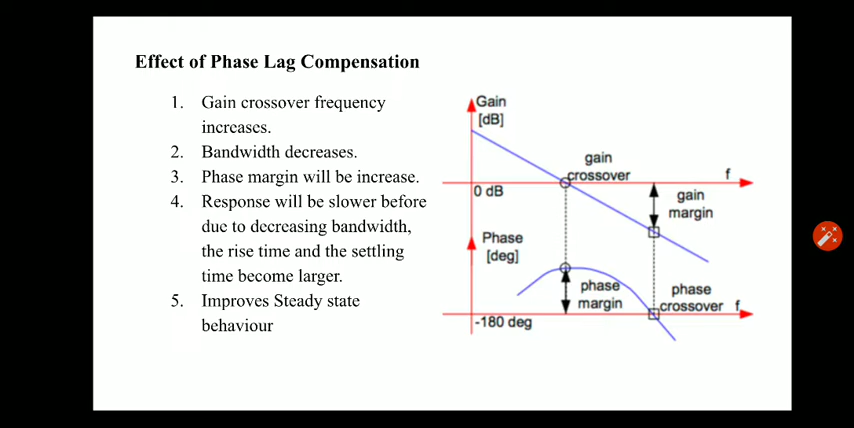 Effect of Phase Lag Compensation
1. Gain crossover frequency
increases.
2. Bandwidth decreases.
3. Phase margin will be increase.
4. Response will be slower before
due to decreasing bandwidth,
the rise time and the settling
time become larger.
5. Improves Steady state
behaviour
Gain
[dB]
gain
crossover
f
0 dB
gain
margin
Phase
[deg]
phase
margin
phase
crossover f
-180 deg